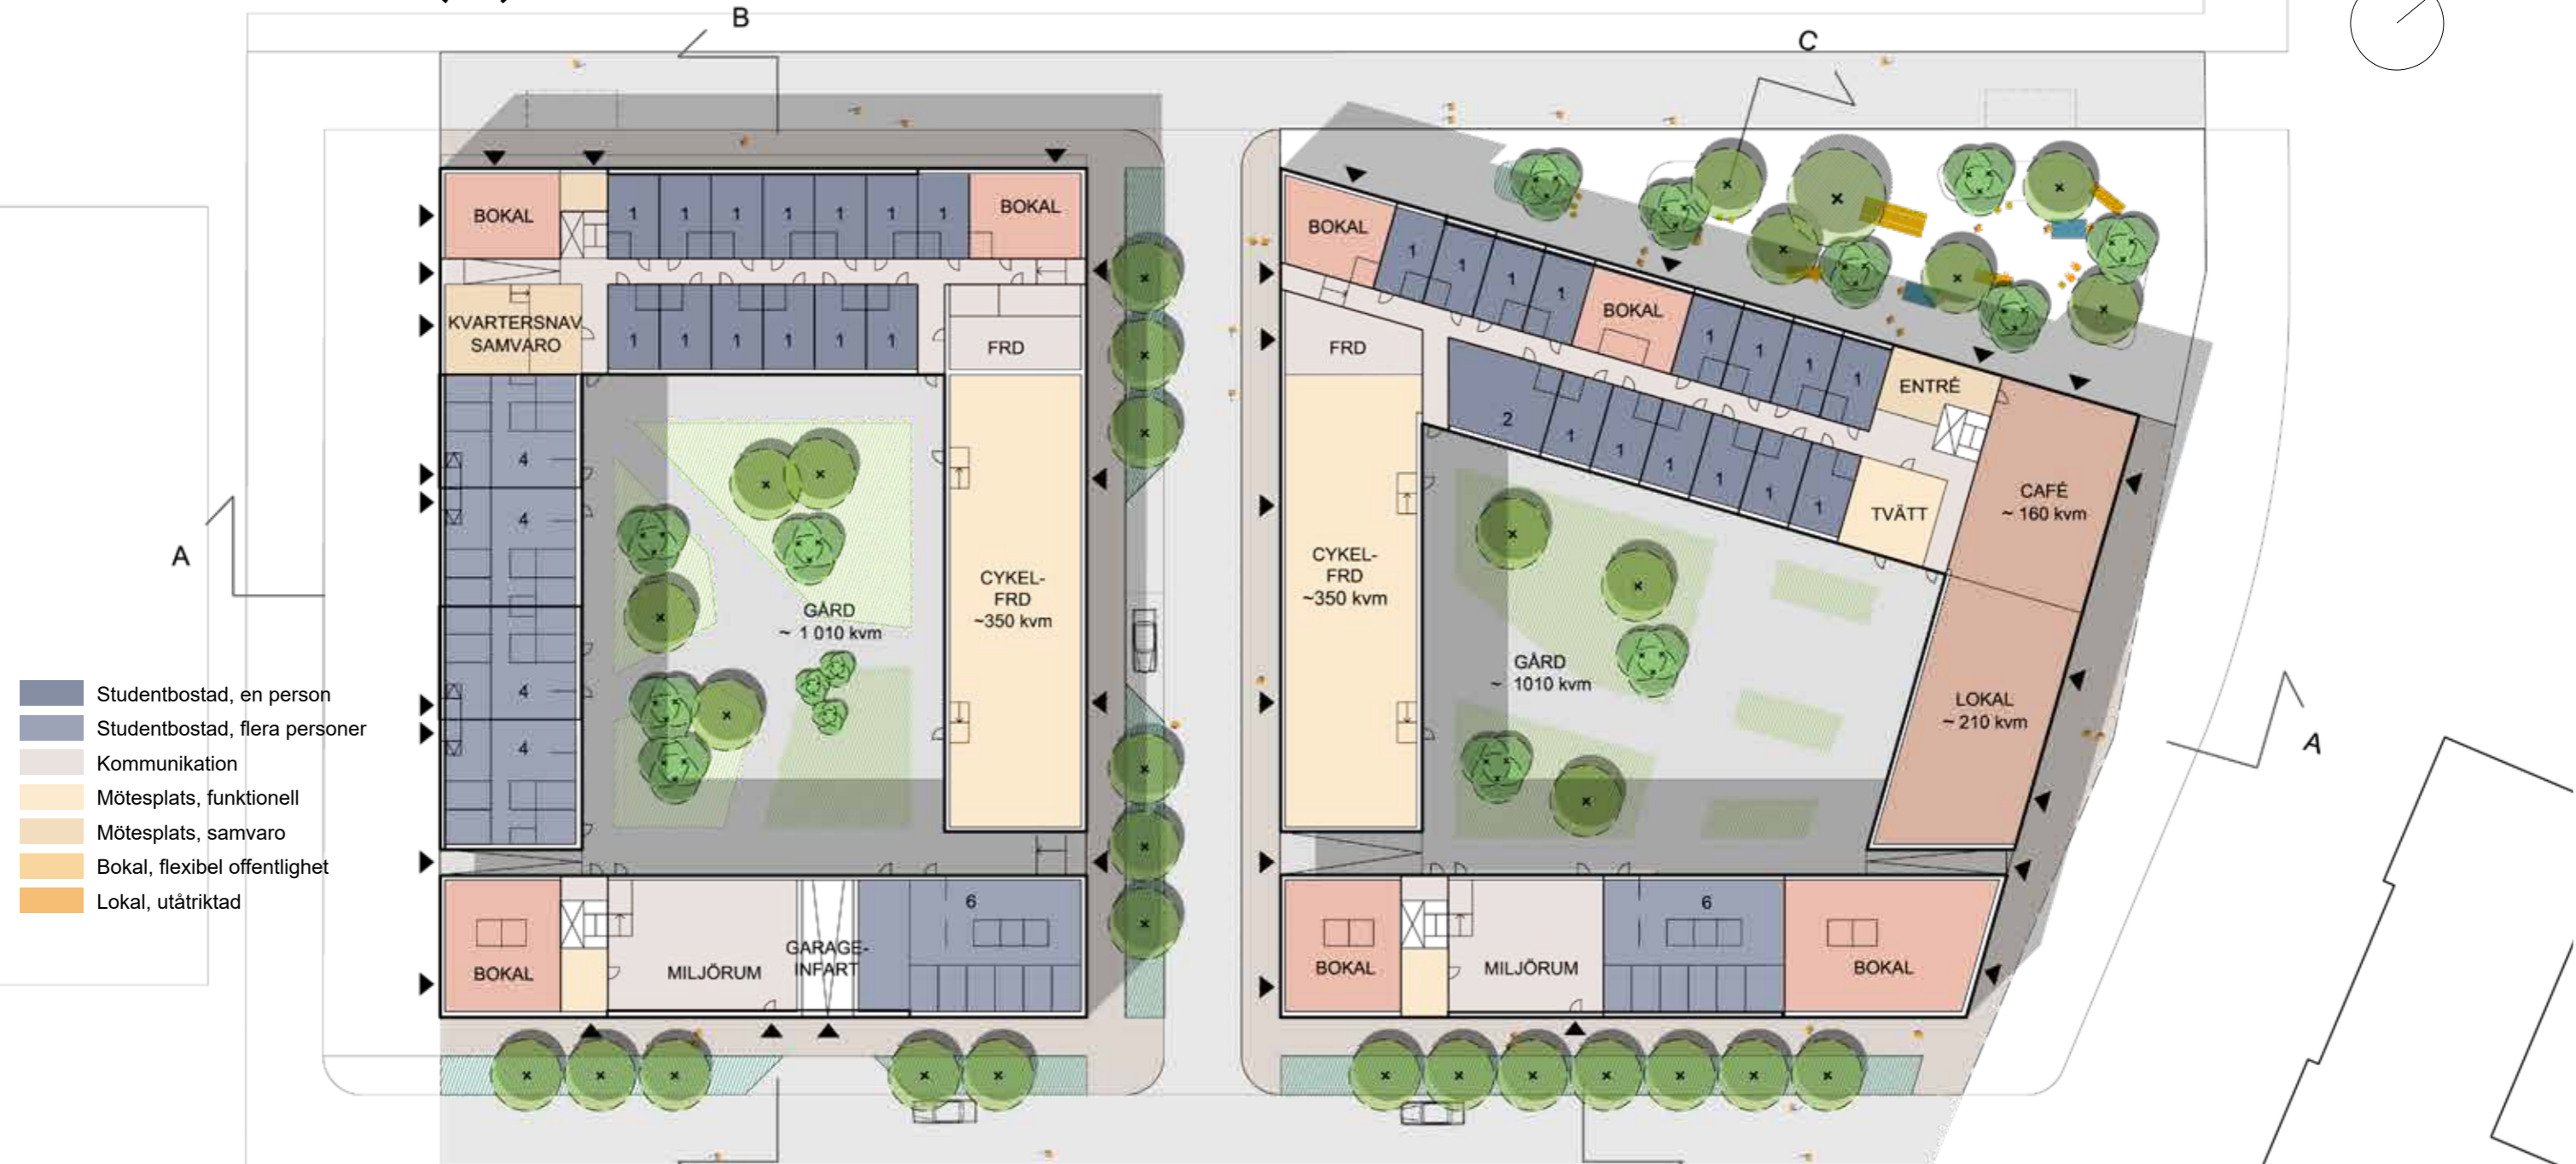 B
C
BOKAL
1 1 1 1 1 1 1
BOKAL
KVARTERSNAV
SAMVARO
1 1 1 1 1 1
FRD
4
4
4
4
GÅRD
~ 1 010 kvm
CYKEL-
FRD
~350 kvm
BOKAL
MILJÖRUM
GARAGE-
INFART
6
BOKAL
1 1 1 1
BOKAL
1 1 1 1
ENTRÉ
FRD
2
1 1 1 1 1 1
TVÄTT
CAFÉ
~ 160 kvm
CYKEL-
FRD
~350 kvm
GÅRD
~ 1010 kvm
LOKAL
~ 210 kvm
BOKAL
MILJÖRUM
6
BOKAL
A
A
Studentbostad, en person
Studentbostad, flera personer
Kommunikation
Mötesplats, funktionell
Mötesplats, samvaro
Bokal, flexibel offentlighet
Lokal, utåtriktad